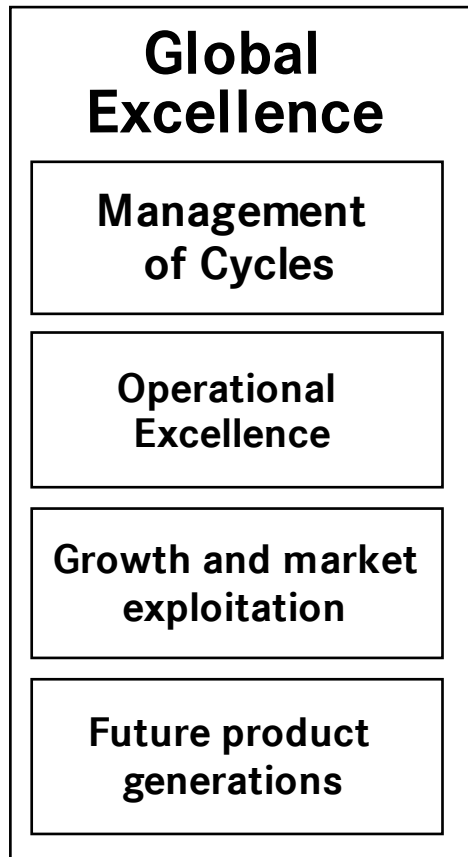 Global
Excellence
Management
of Cycles
Operational
Excellence
Growth and market
exploitation
Future product
generations